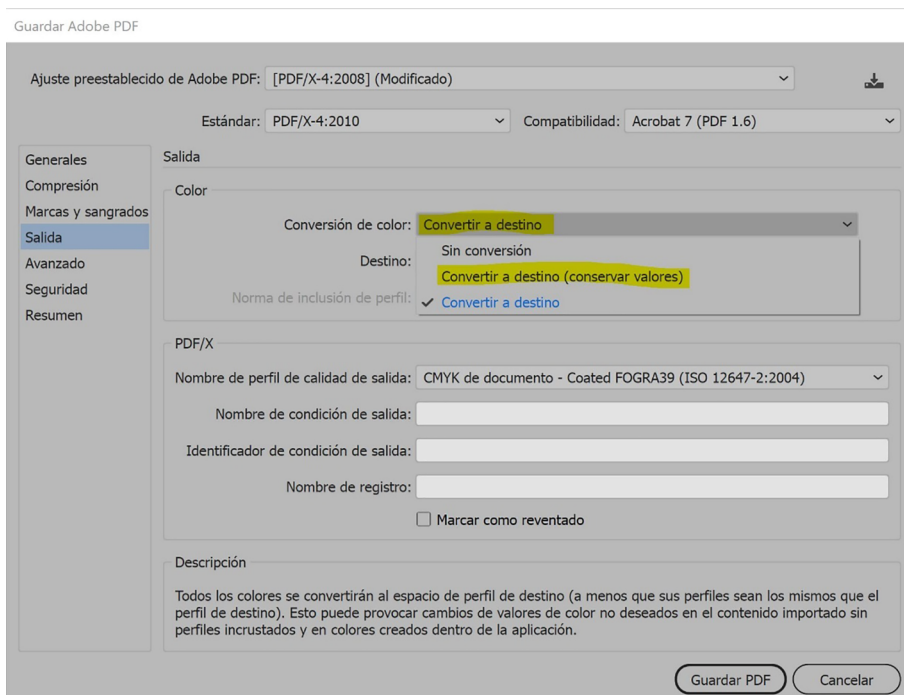 Guardar Adobe PDF
Ajuste preestablecido de Adobe PDF: [PDF/X-4:2008] (Modificado)
Estándar: PDF/X-4:2010 Compatibilidad: Acrobat 7 (PDF 1.6)
Generales
Compresión
Marcas y sangrados
Salida
Avanzado
Seguridad
Resumen
Salida
Color
Conversión de color: Convertir a destino
Sin conversión
Destino:
Convertir a destino (conservar valores)
Norma de inclusión de perfil:
Convertir a destino
PDF/X
Nombre de perfil de calidad de salida: CMYK de documento - Coated FOGRA39 (ISO 12647-2:2004)
Nombre de condición de salida:
Identificador de condición de salida:
Nombre de registro:
Marcar como reventado
Descripción
Todos los colores se convertirán al espacio de perfil de destino (a menos que sus perfiles sean los mismos que el
perfil de destino). Esto puede provocar cambios de valores de color no deseados en el contenido importado sin
perfiles incrustados y en colores creados dentro de la aplicación.
Guardar PDF Cancelar